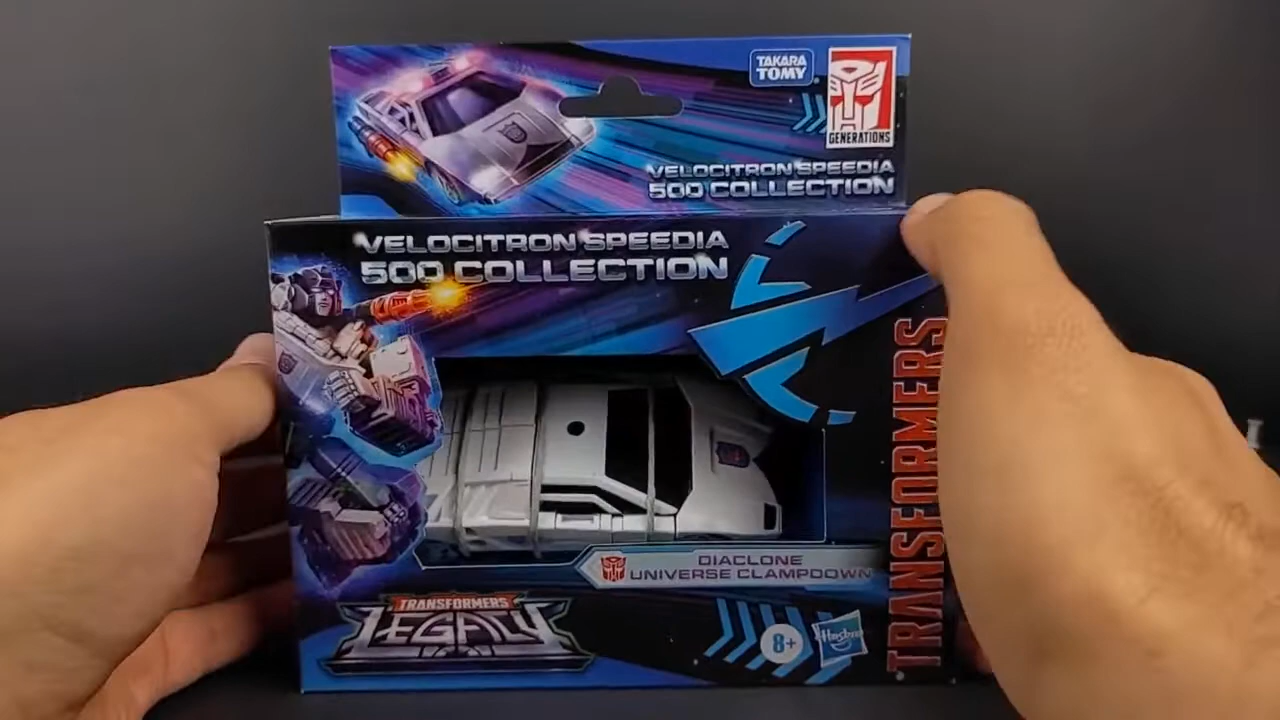 TAKARA
TOMY
GENERATIONS
VELOCITRON SPEEDIA
500 COLLECTION
VELOCITRON SPEEDIA
500 COLLECTION
TRANSFORMERS
DIACLONE
UNIVERSE CLAMPDOWN
TRANSFORMERS
LEGACY
8+
Hasbro